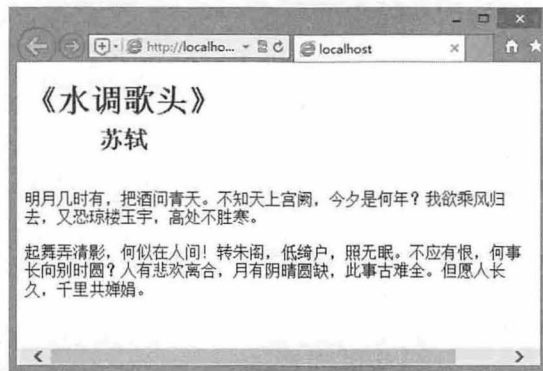 http://localho...
localhost
《水调歌头》
苏轼
明月几时有，把酒问青天。不知天上宫阙，今夕是何年？我欲乘风归
去，又恐琼楼玉宇，高处不胜寒。
起舞弄清影，何似在人间！转朱阁，低绮户，照无眠。不应有恨，何事
长向别时圆？人有悲欢离合，月有阴晴圆缺，此事古难全。但愿人长
久，千里共婵娟。